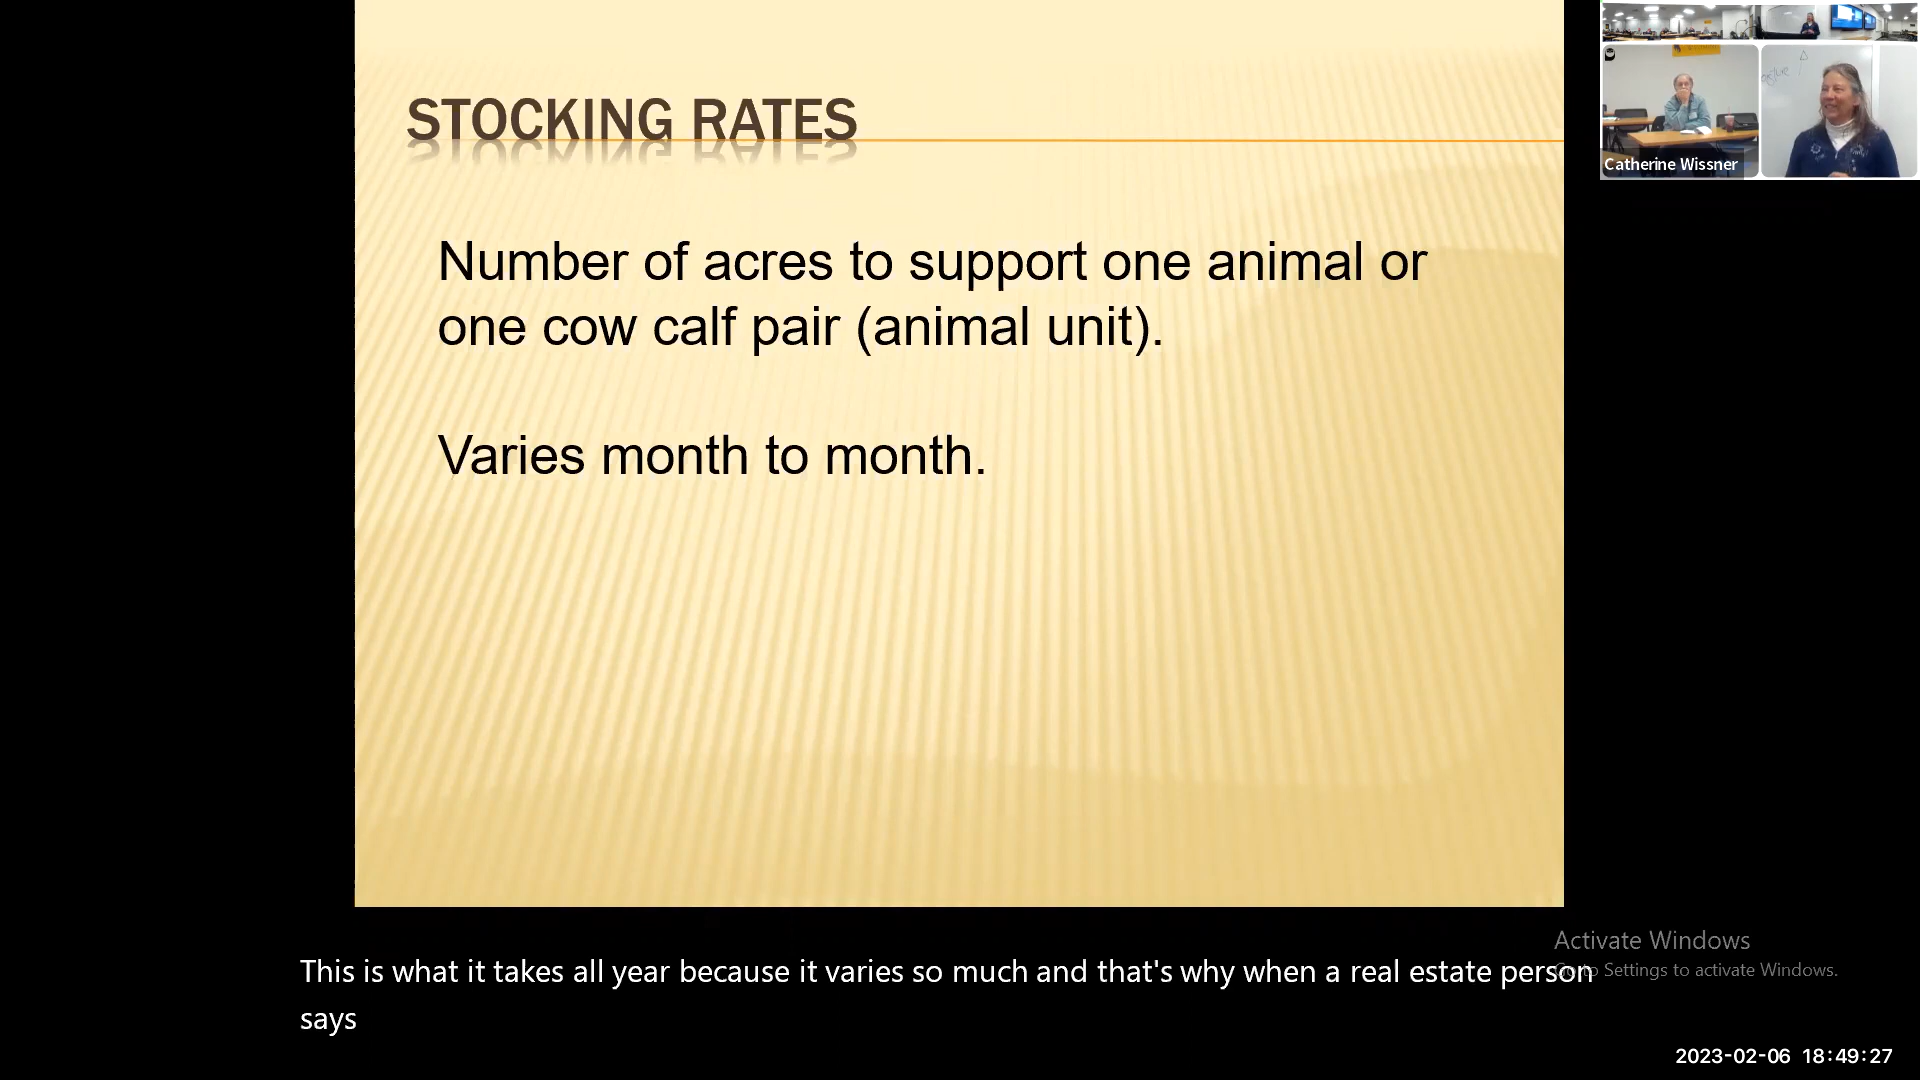 STOCKING RATES
Number of acres to support one animal or
one cow calf pair (animal unit).
Varies month to month.
Catherine Wissner
Activate Windows
Go to Settings to activate Windows.
This is what it takes all year because it varies so much and that's why when a real estate person
says
2023-02-06 18:49:27